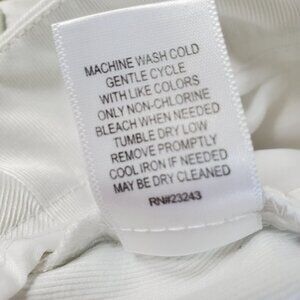 MACHINE WASH COLD
GENTLE CYCLE
WITH LIKE COLORS
ONLY NON-CHLORINE
BLEACH WHEN NEEDED
TUMBLE DRY LOW
REMOVE PROMPTLY
COOL IRON IF NEEDED
MAY BE DRY CLEANED
RN#23243